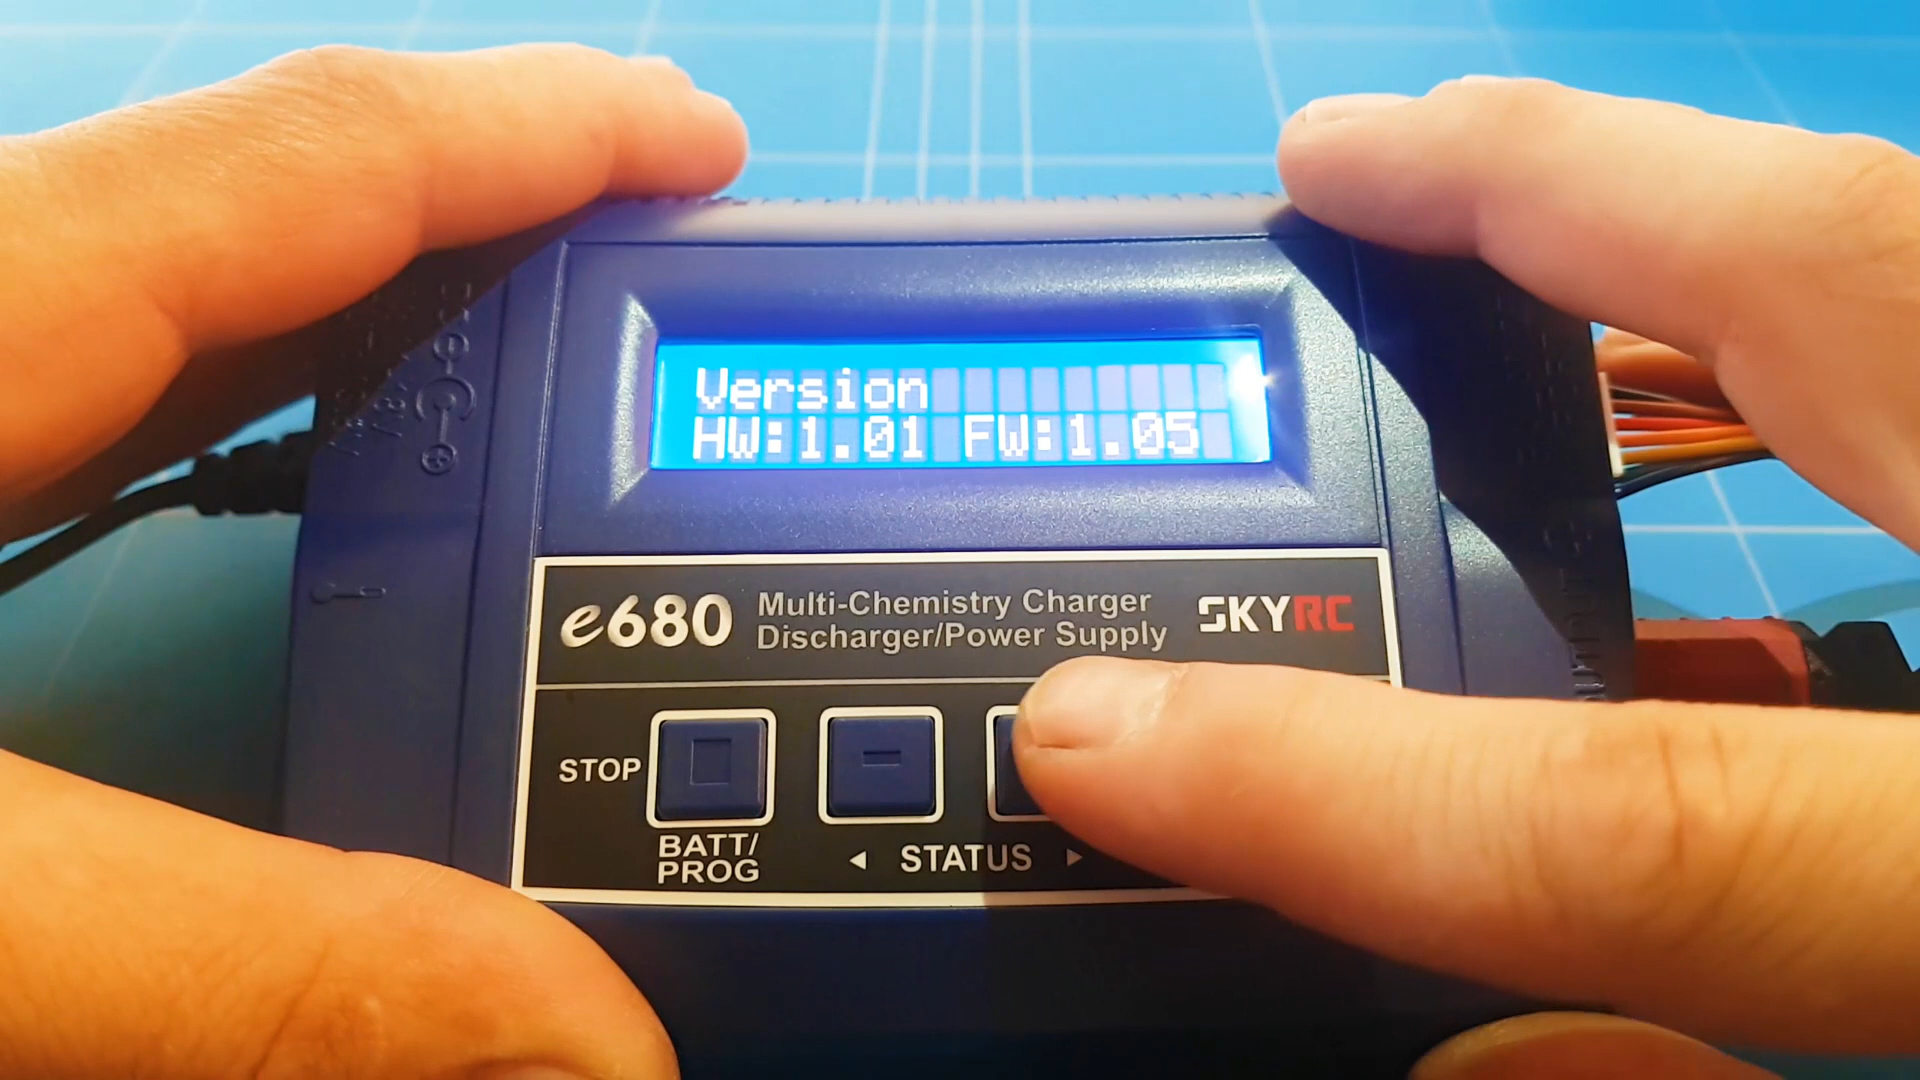 Version
HW:1.01 FW:1.05
e680
Multi-Chemistry Charger
Discharger/Power Supply
SKYRC
STOP
BATT/
PROG
◄ STATUS ►